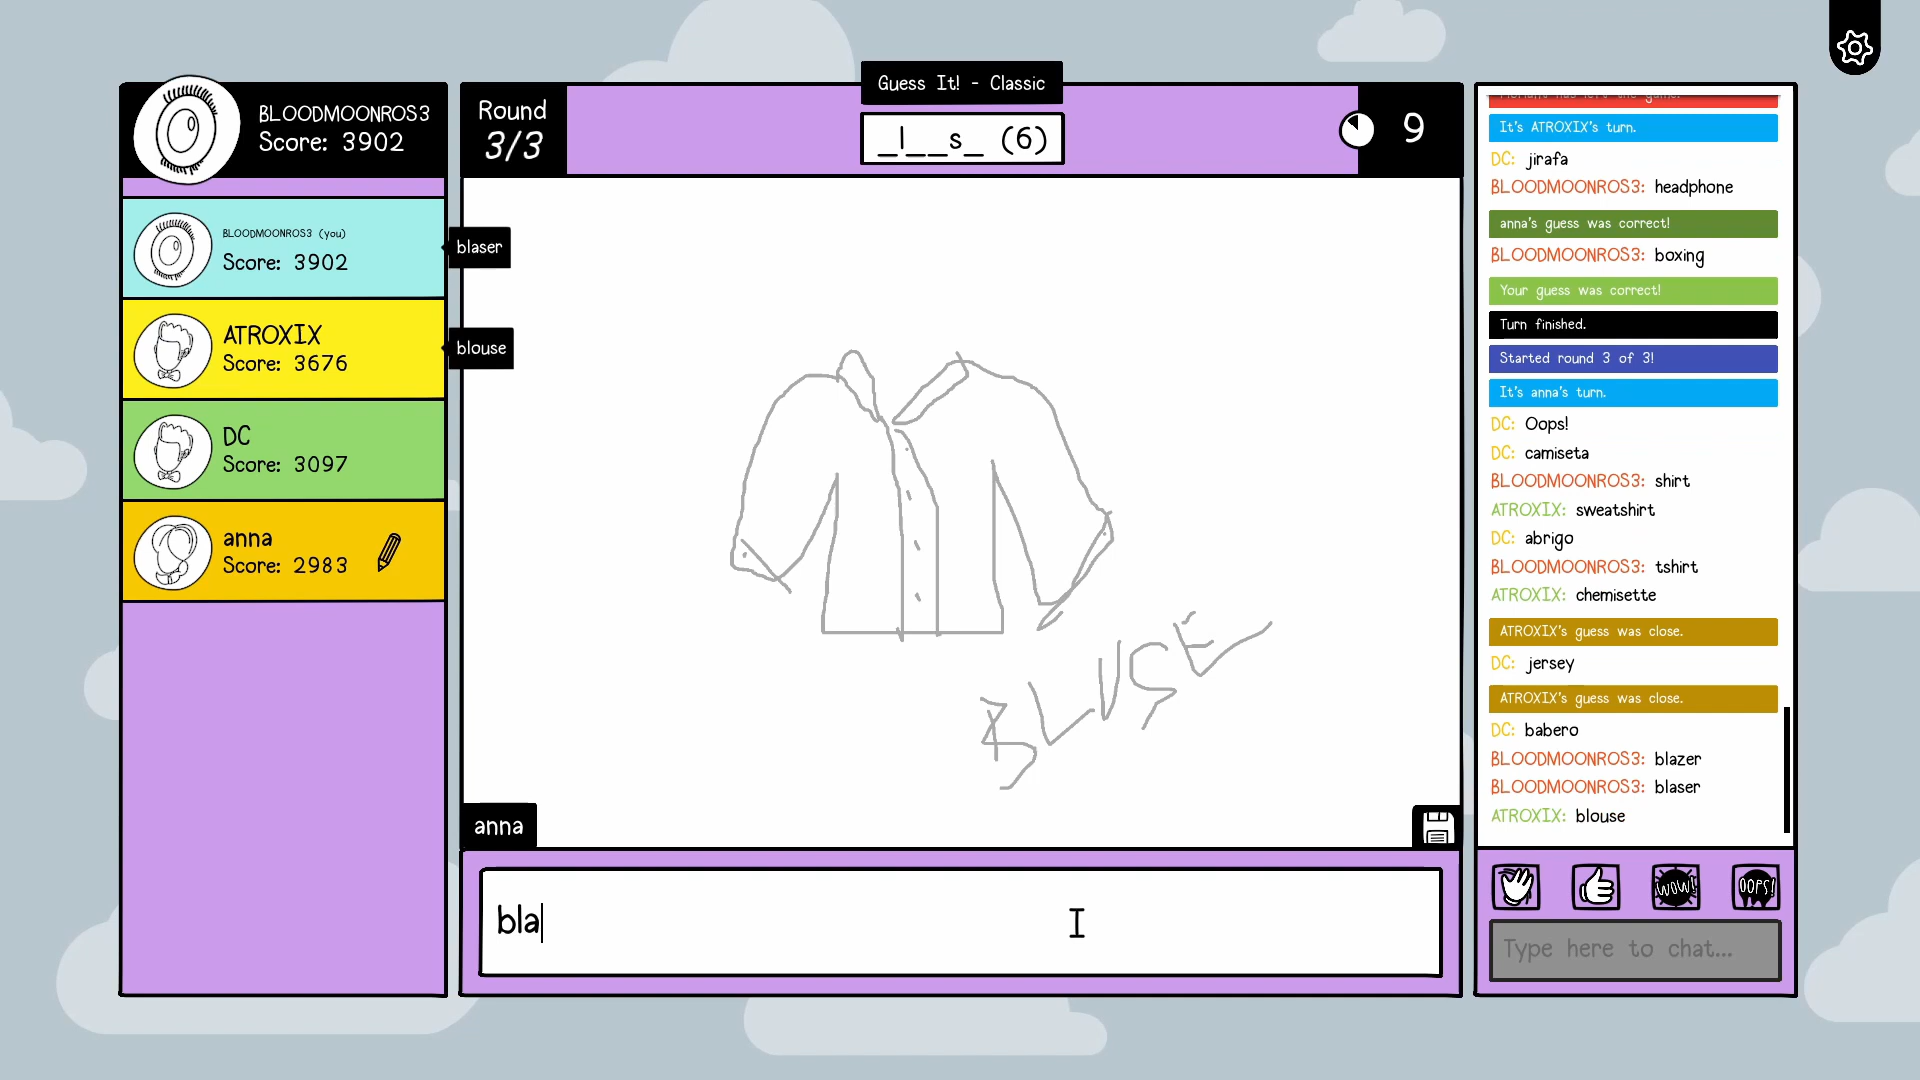 Guess It! - Classic
BLOODMOONROS3
Score: 3902
Round
3/3
_l__s_ (6)
9
BLOODMOONROS3 (you)
Score: 3902
blaser
ATROXIX
Score: 3676
blouse
DC
Score: 3097
anna
Score: 2983
BLUSE
anna
bla
It's ATROXIX's turn.
DC: jirafa
BLOODMOONROS3: headphone
anna's guess was correct!
BLOODMOONROS3: boxing
Your guess was correct!
Turn finished.
Started round 3 of 3!
It's anna's turn.
DC: Oops!
DC: camiseta
BLOODMOONROS3: shirt
ATROXIX: sweatshirt
DC: abrigo
BLOODMOONROS3: tshirt
ATROXIX: chemisette
ATROXIX's guess was close.
DC: jersey
ATROXIX's guess was close.
DC: babero
BLOODMOONROS3: blazer
BLOODMOONROS3: blaser
ATROXIX: blouse
WOW!
OOPS!
Type here to chat...